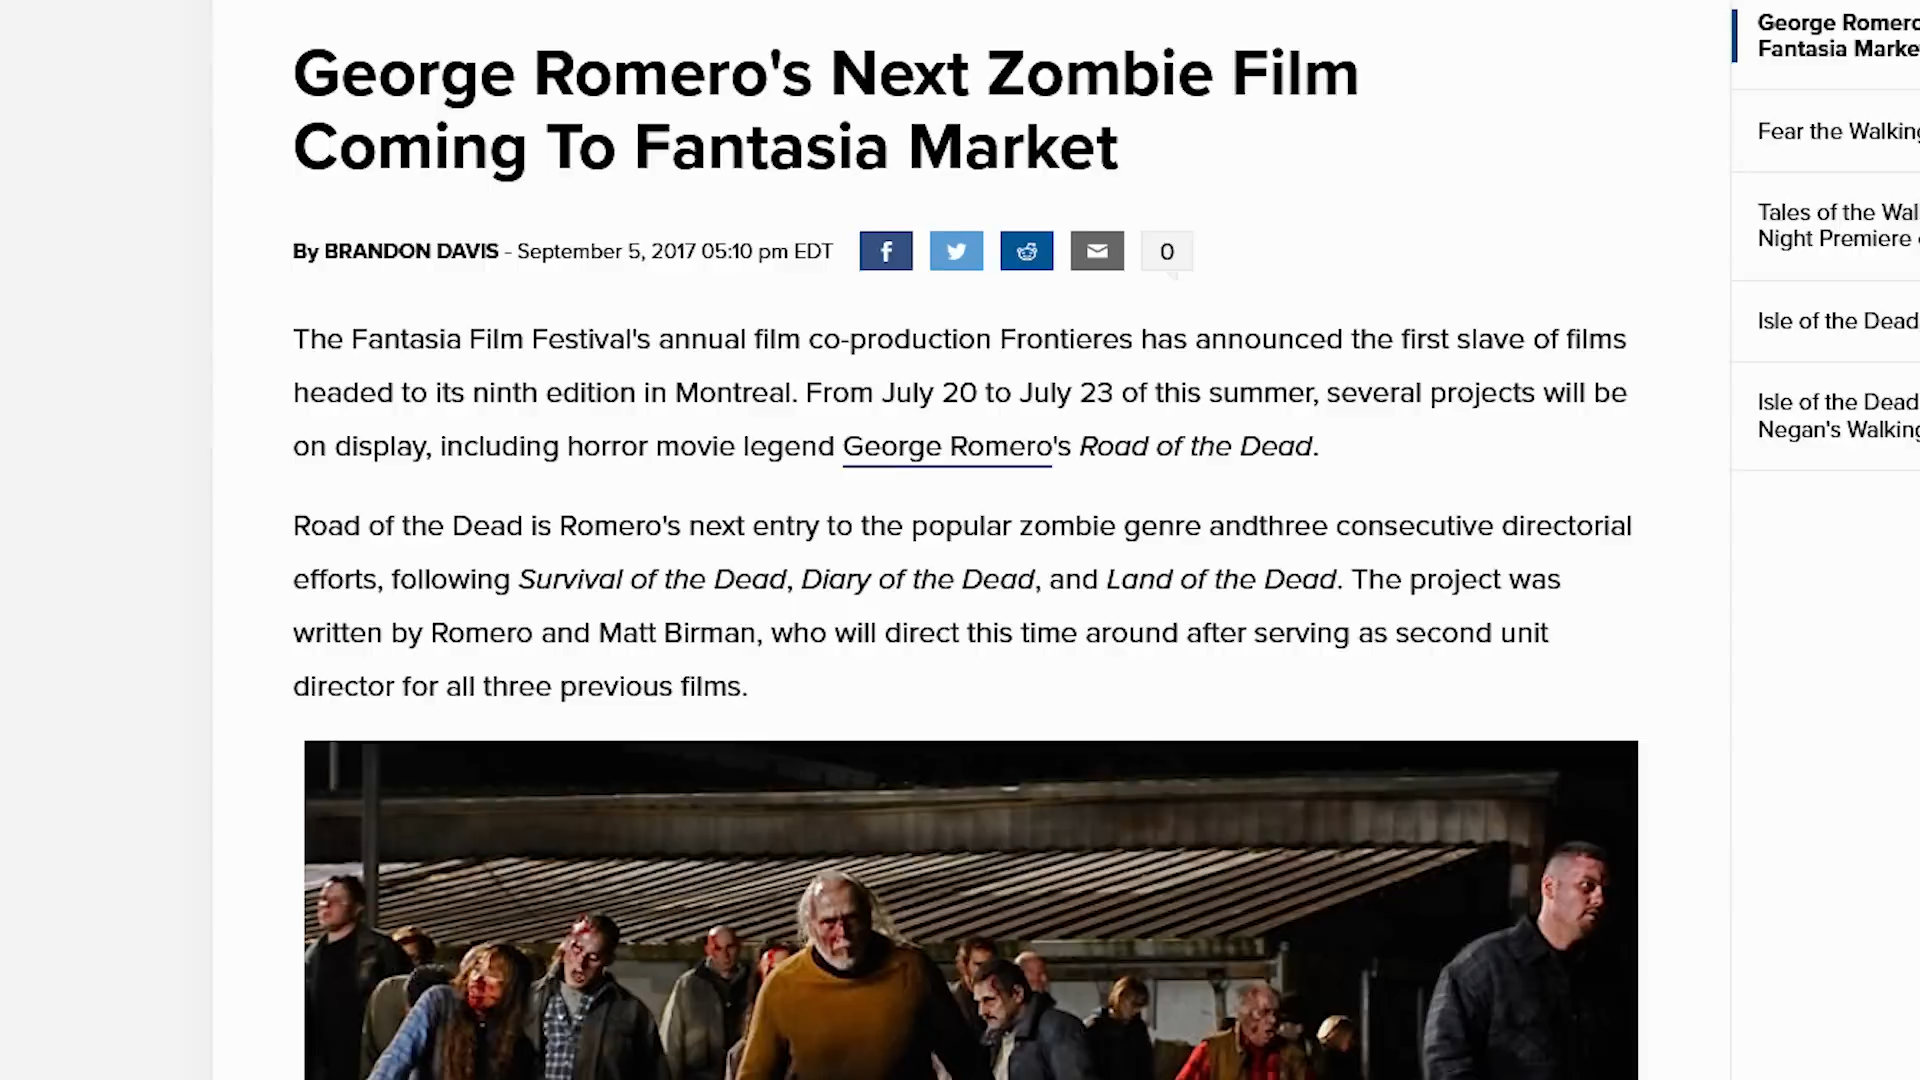 George Romero's Next Zombie Film
Coming To Fantasia Market
By BRANDON DAVIS - September 5, 2017 05:10 pm EDT
0
The Fantasia Film Festival's annual film co-production Frontieres has announced the first slave of films
headed to its ninth edition in Montreal. From July 20 to July 23 of this summer, several projects will be
on display, including horror movie legend George Romero's Road of the Dead.
Road of the Dead is Romero's next entry to the popular zombie genre andthree consecutive directorial
efforts, following Survival of the Dead, Diary of the Dead, and Land of the Dead. The project was
written by Romero and Matt Birman, who will direct this time around after serving as second unit
director for all three previous films.
George Romero
Fantasia Marke
Fear the Walking
Tales of the Wal
Night Premiere
Isle of the Dead
Isle of the Dead
Negan's Walking